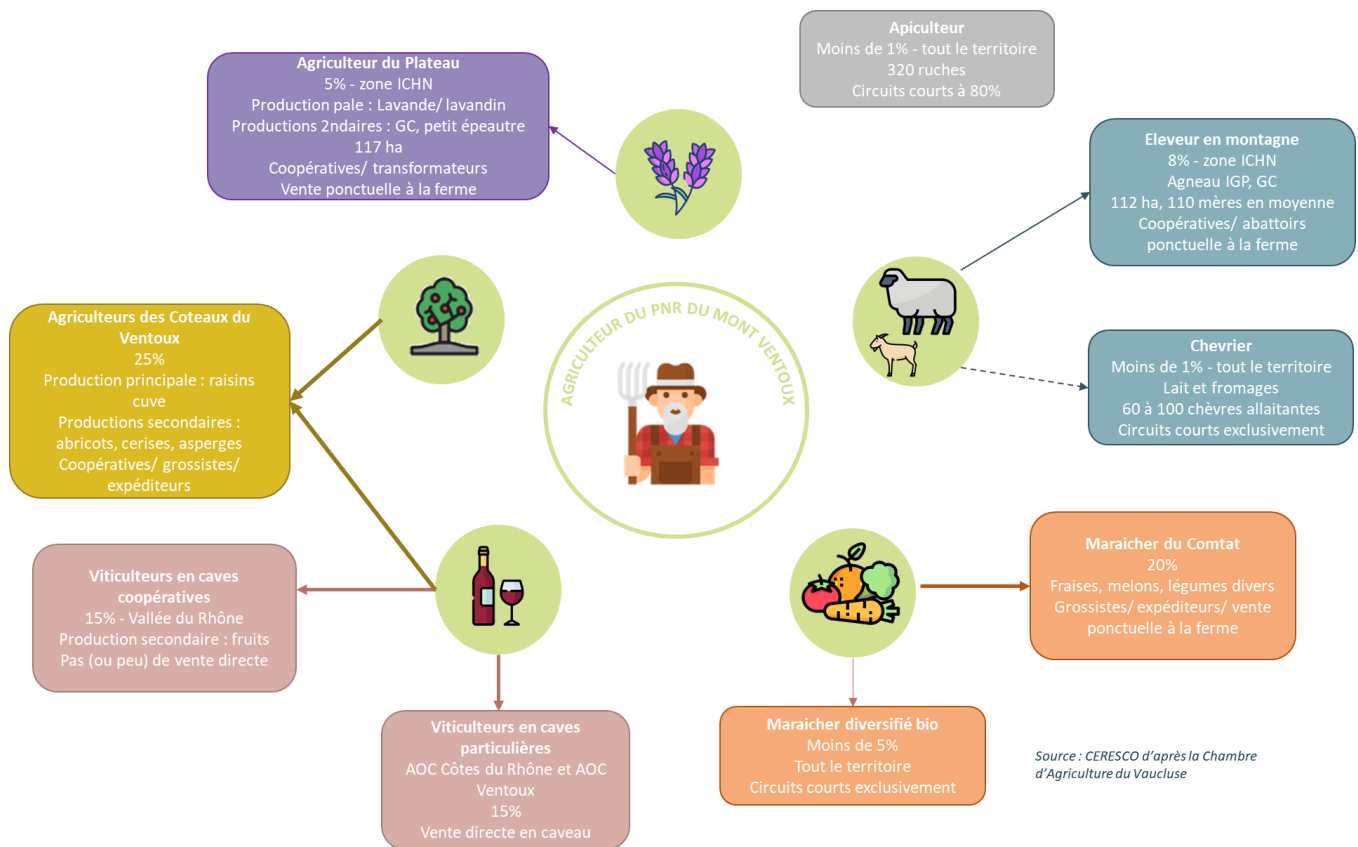 Apiculteur
Moins de 1% - tout le territoire
320 ruches
Circuits courts à 80%
Agriculteur du Plateau
5% - zone ICHN
Production pale : Lavande/ lavandin
Productions 2ndaires : GC, petit épeautre
117 ha
Coopératives/ transformateurs
Vente ponctuelle à la ferme
Eleveur en montagne
8% - zone ICHN
Agneau IGP, GC
112 ha, 110 mères en moyenne
Coopératives/ abattoirs
ponctuelle à la ferme
Agriculteurs des Coteaux du
Ventoux
25%
Production principale : raisins
cuve
Productions secondaires :
abricots, cerises, asperges
Coopératives/ grossistes/
expéditeurs
AGRICULTEUR DU PNR DU MONT VENTOUX
Chevrier
Moins de 1% - tout le territoire
Lait et fromages
60 à 100 chèvres allaitantes
Circuits courts exclusivement
Viticulteurs en caves
coopératives
15% - Vallée du Rhône
Production secondaire : fruits
Pas (ou peu) de vente directe
Maraicher du Comtat
20%
Fraises, melons, légumes divers
Grossistes/ expéditeurs/ vente
ponctuelle à la ferme
Viticulteurs en caves
particulières
AOC Côtes du Rhône et AOC
Ventoux
15%
Vente directe en caveau
Maraicher diversifié bio
Moins de 5%
Tout le territoire
Circuits courts exclusivement
Source : CERESCO d'après la Chambre
d'Agriculture du Vaucluse